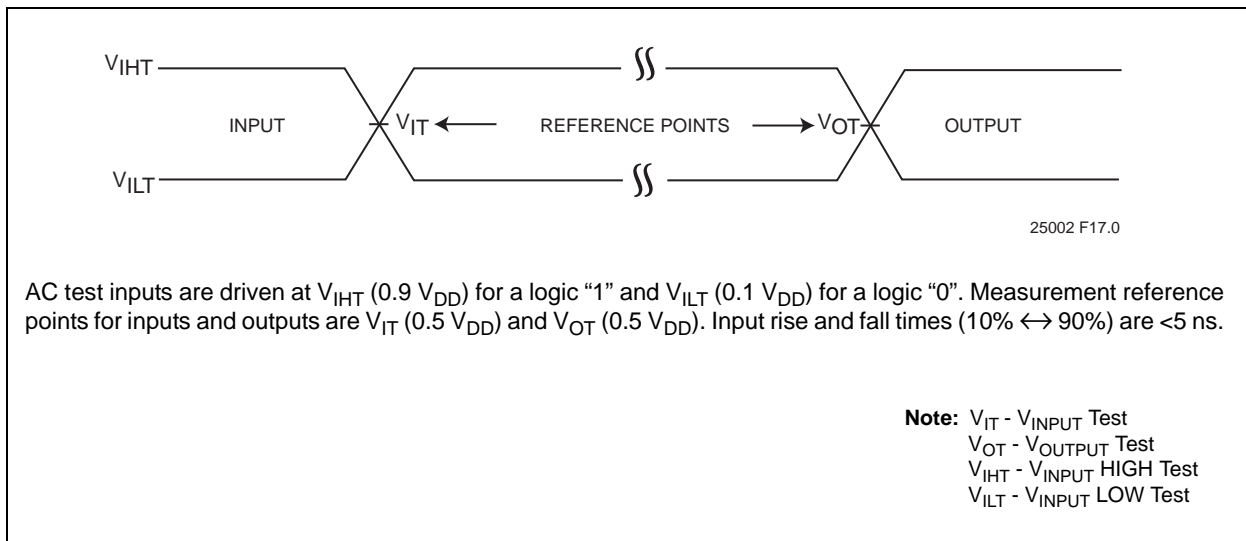 VIHT
INPUT VIT REFERENCE POINTS VOT OUTPUT
VILT
25002 F17.0
AC test inputs are driven at VIHT (0.9 VDD) for a logic “1” and VILT (0.1 VDD) for a logic “0”. Measurement reference
points for inputs and outputs are VIT (0.5 VDD) and VOT (0.5 VDD). Input rise and fall times (10% ↔ 90%) are <5 ns.
Note: VIT - VINPUT Test
VOT - VOUTPUT Test
VIHT - VINPUT HIGH Test
VILT - VINPUT LOW Test